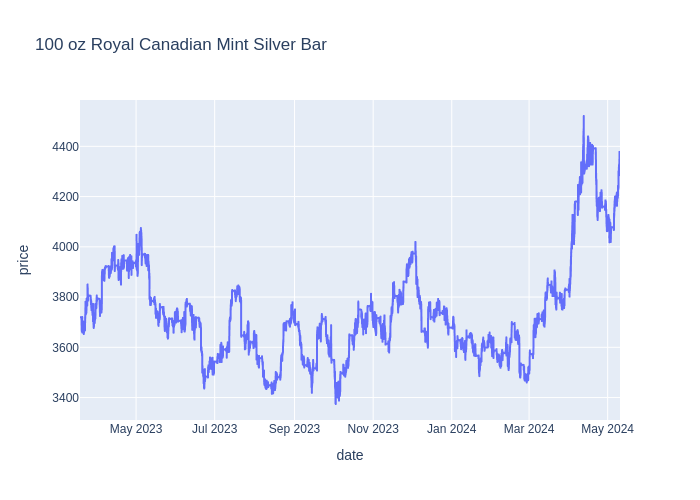 100 oz Royal Canadian Mint Silver Bar
price
4400
4200
4000
3800
3600
3400
May 2023 Jul 2023 Sep 2023 Nov 2023 Jan 2024 Mar 2024 May 2024
date